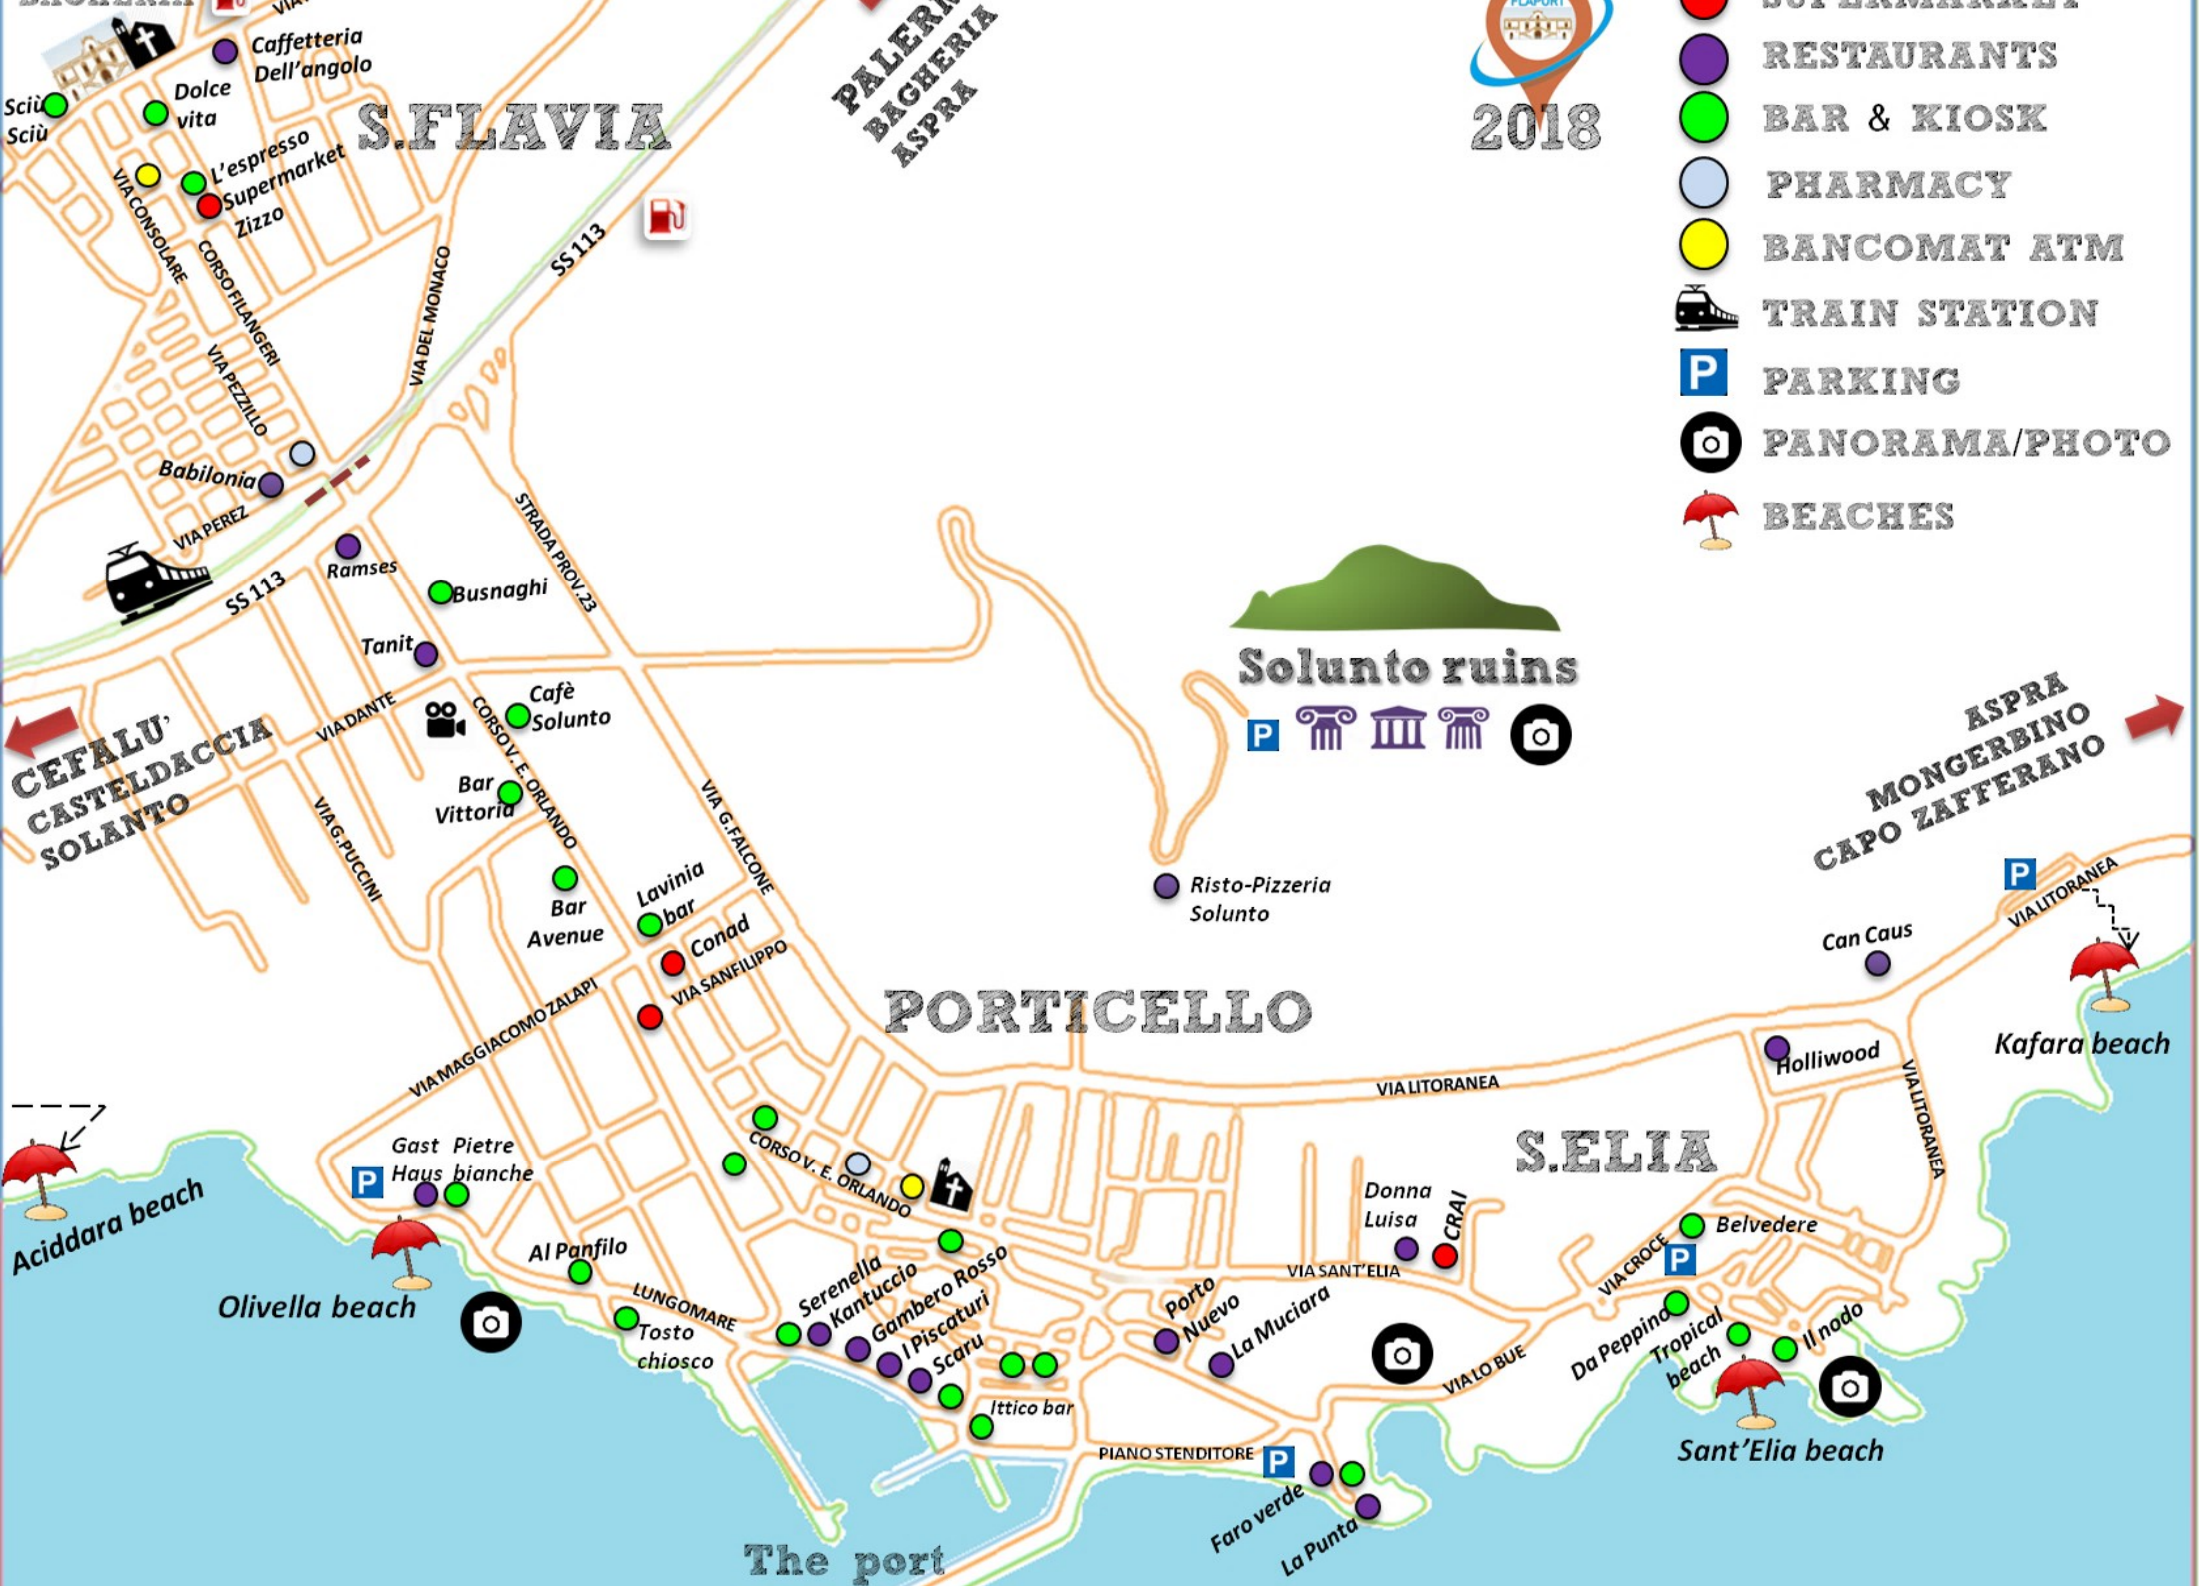 BAGHERIA
VIA
Caffetteria
Dell'angolo
Sciù
Sciù
Dolce
vita
L'espresso
Supermarket
Zizzo
S.FLAVIA
VIA CONSOLARE
CORSO FILANGERI
VIA PEZZILLO
VIA DEL MONACO
SS 113
Babilonia
VIA PEREZ
SS 113
PALERM
BAGHERIA
ASPRA
FLAPORT
2018
SUPERMARKET
RESTAURANTS
BAR & KIOSK
PHARMACY
BANCOMAT ATM
TRAIN STATION
P
PARKING
PANORAMA/PHOTO
BEACHES
Ramses
Busnaghi
Tanit
STRADA PROV.23
VIA DANTE
Cafè
Solunto
CORSO V. E. ORLANDO
Bar
Vittoria
VIA G.PUCCINI
VIA G.FALCONE
CEFALU'
CASTELDACCIA
SOLANTO
Solunto ruins
P
Risto-Pizzeria
Solunto
ASPRA
MONGERBINO
CAPO ZAFFERANO
P
VIA LITORANEA
Can Caus
Kafara beach
Bar
Avenue
Lavinia
bar
Conad
VIA SANFILIPPO
VIA MAGGIACOMO ZALAPI
PORTICELLO
VIA LITORANEA
Holliwood
VIA LITORANEA
S.ELIA
Aciddara beach
P
Gast
Haus
Pietre
bianche
Olivella beach
Al Panfilo
LUNGOMARE
Tosto
chiosco
CORSO V. E. ORLANDO
Serenella
Kantuccio
Gambero Rosso
I Piscaturi
Scaru
Ittico bar
Porto
Nuevo
La Muciara
Donna
Luisa
CRAI
VIA SANT'ELIA
VIA CROCE
Belvedere
P
Da Peppino
Tropical
beach
Il nodo
VIA LO BUE
Sant'Elia beach
PIANO STENDITORE
P
Faro verde
La Punta
The port